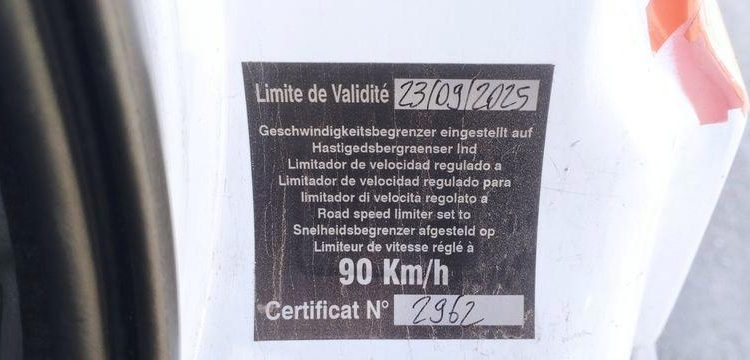 Limite de Validité 23/09/2025
Geschwindigkeitsbegrenzer eingestellt auf
Hastigedsbergraenser Ind
Limitador de velocidad regulado a
Limitador de velocidad regulado para
limitador di velocità regolato a
Road speed limiter set to
Snelheidsbegrenzer afgesteld op
Limiteur de vitesse réglé à
90 Km/h
Certificat N° 2962